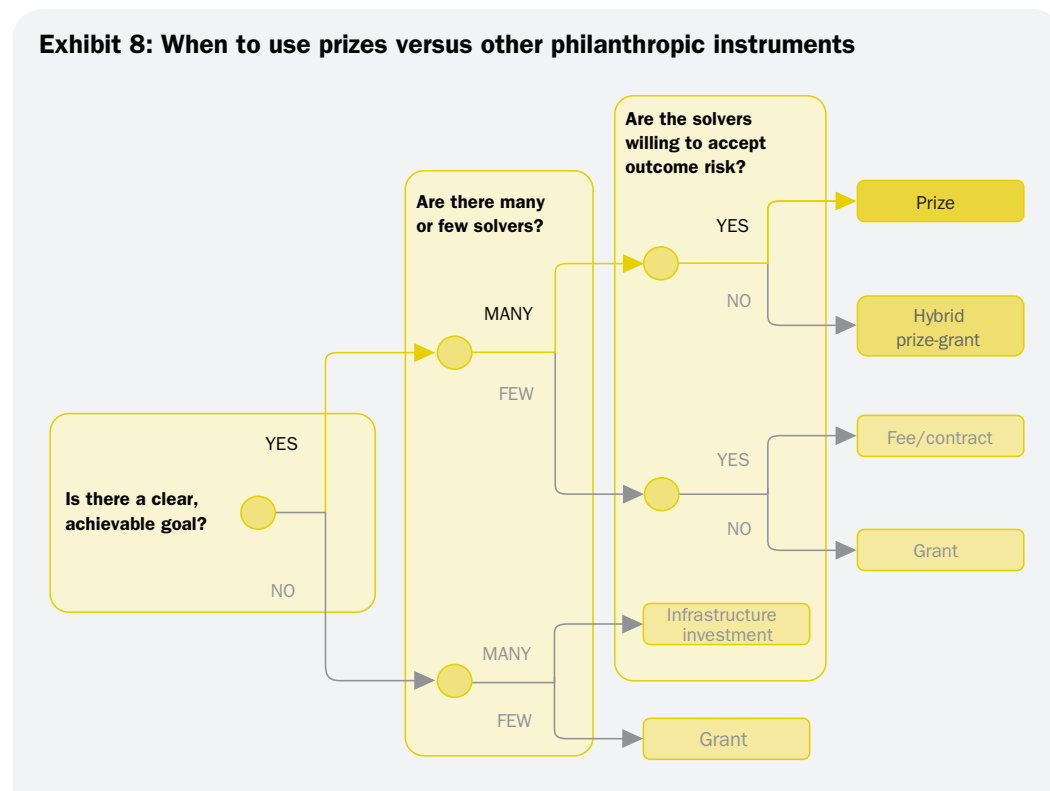 Exhibit 8: When to use prizes versus other philanthropic instruments
Is there a clear,
achievable goal?
YES
NO
Are there many
or few solvers?
MANY
FEW
MANY
FEW
Are the solvers
willing to accept
outcome risk?
YES
NO
YES
NO
Prize
Hybrid
prize-grant
Fee/contract
Grant
Infrastructure
investment
Grant